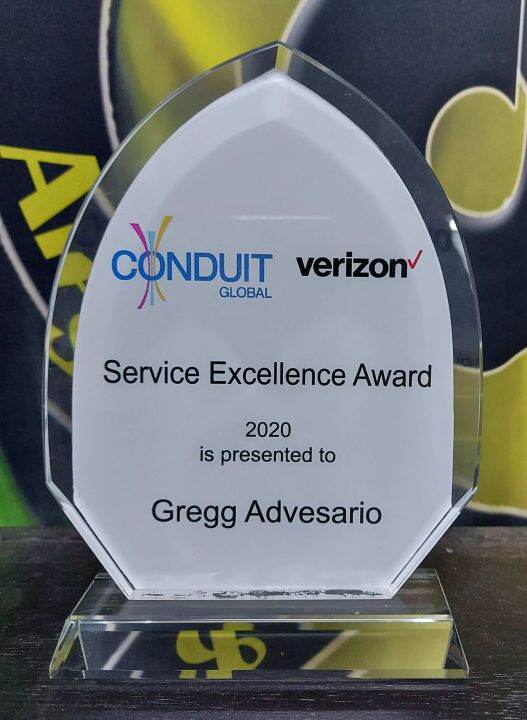 CONDUIT
GLOBAL
verizon
Service Excellence Award
2020
is presented to
Gregg Advesario